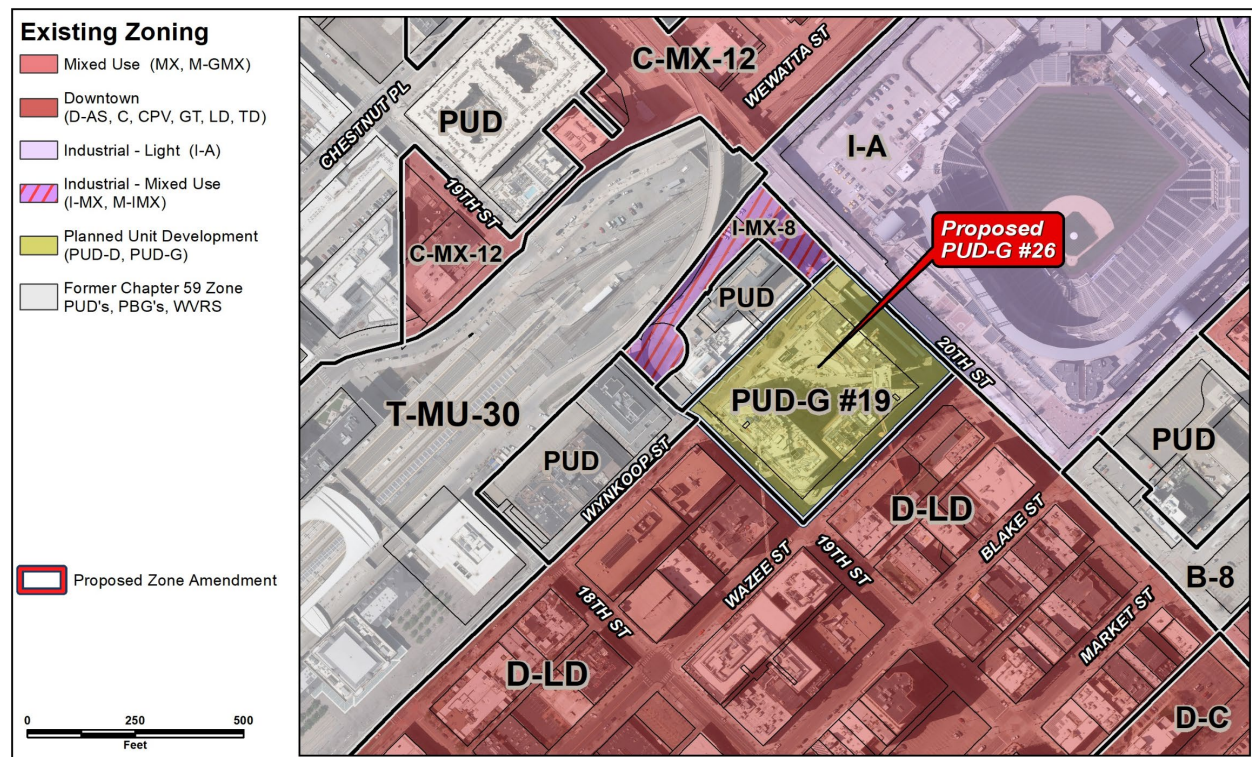 Existing Zoning
Mixed Use (MX, M-GMX)
Downtown
(D-AS, C, CPV, GT, LD, TD)
Industrial - Light (I-A)
Industrial - Mixed Use
(I-MX, M-IMX)
Planned Unit Development
(PUD-D, PUD-G)
Former Chapter 59 Zone
PUD's, PBG's, WVRS
Proposed Zone Amendment
0 250 500
Feet
C-MX-12
WEWATTA ST
PUD
CHESTNUT PL
I-A
19TH ST
C-MX-12
I-MX-8
Proposed
PUD-G #26
PUD
20TH ST
PUD-G #19
T-MU-30
PUD
PUD
WYNKOOP ST
D-LD
BLAKE ST
WAZEE ST
19TH ST
B-8
18TH ST
MARKET ST
D-LD
D-C